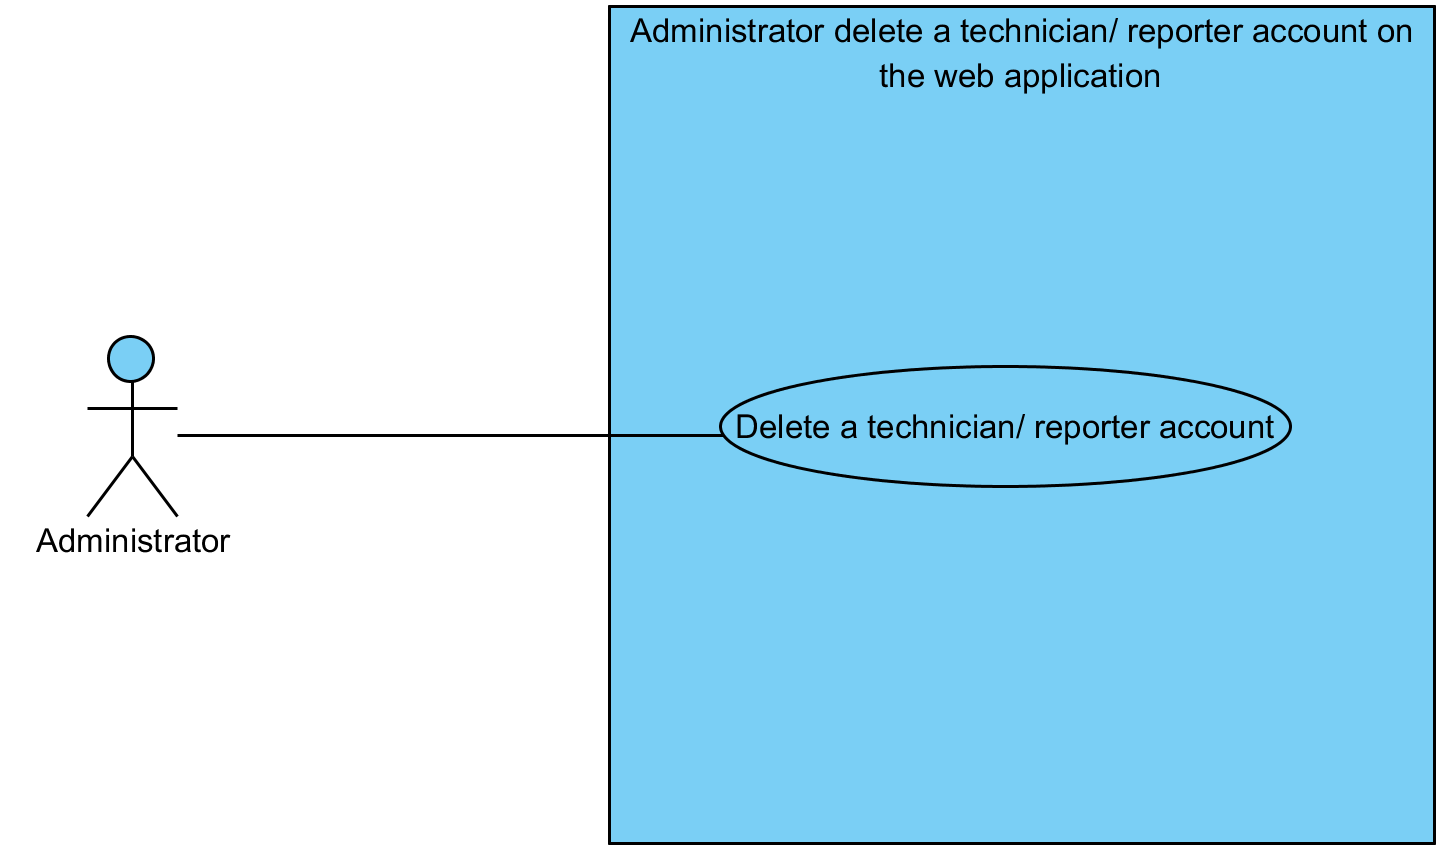 Administrator delete a technician/ reporter account on
the web application
Delete a technician/ reporter account
Administrator